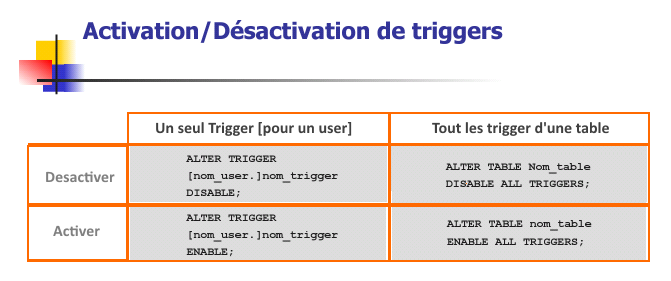 Activation/Désactivation de triggers
Un seul Trigger [pour un user]
Tout les trigger d'une table
Desactiver
ALTER TRIGGER
[nom_user.]nom_trigger
DISABLE;
ALTER TABLE Nom_table
DISABLE ALL TRIGGERS;
Activer
ALTER TRIGGER
[nom_user.]nom_trigger
ENABLE;
ALTER TABLE nom_table
ENABLE ALL TRIGGERS;